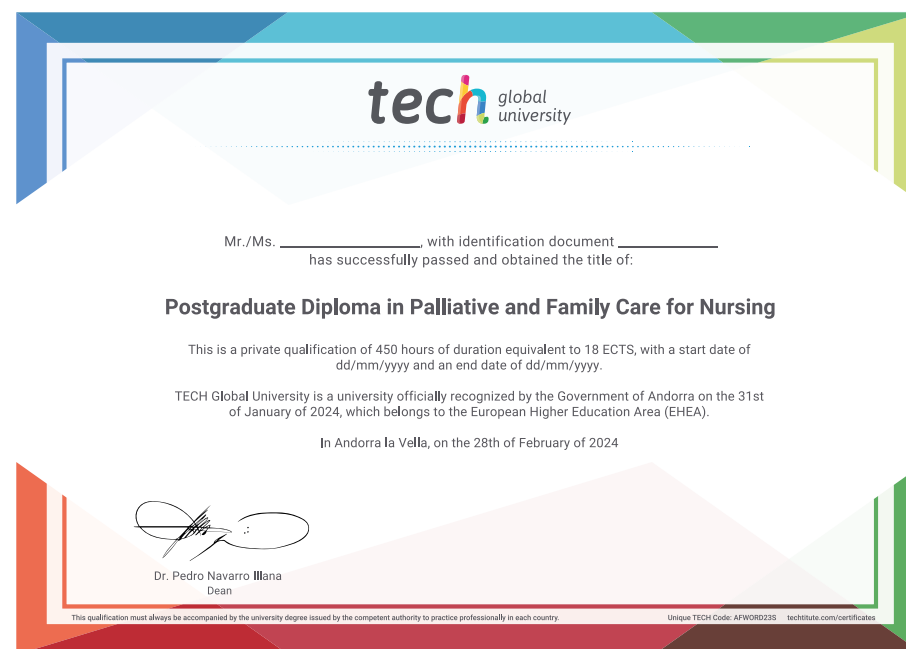 tech global
university
Mr./Ms. ____________________, with identification document ______________
has successfully passed and obtained the title of:
Postgraduate Diploma in Palliative and Family Care for Nursing
This is a private qualification of 450 hours of duration equivalent to 18 ECTS, with a start date of
dd/mm/yyyy and an end date of dd/mm/yyyy.
TECH Global University is a university officially recognized by the Government of Andorra on the 31st
of January of 2024, which belongs to the European Higher Education Area (EHEA).
In Andorra la Vella, on the 28th of February of 2024
Dr. Pedro Navarro Illana
Dean
This qualification must always be accompanied by the university degree issued by the competent authority to practice professionally in each country.
Unique TECH Code: AFWORD23S techtitute.com/certificates